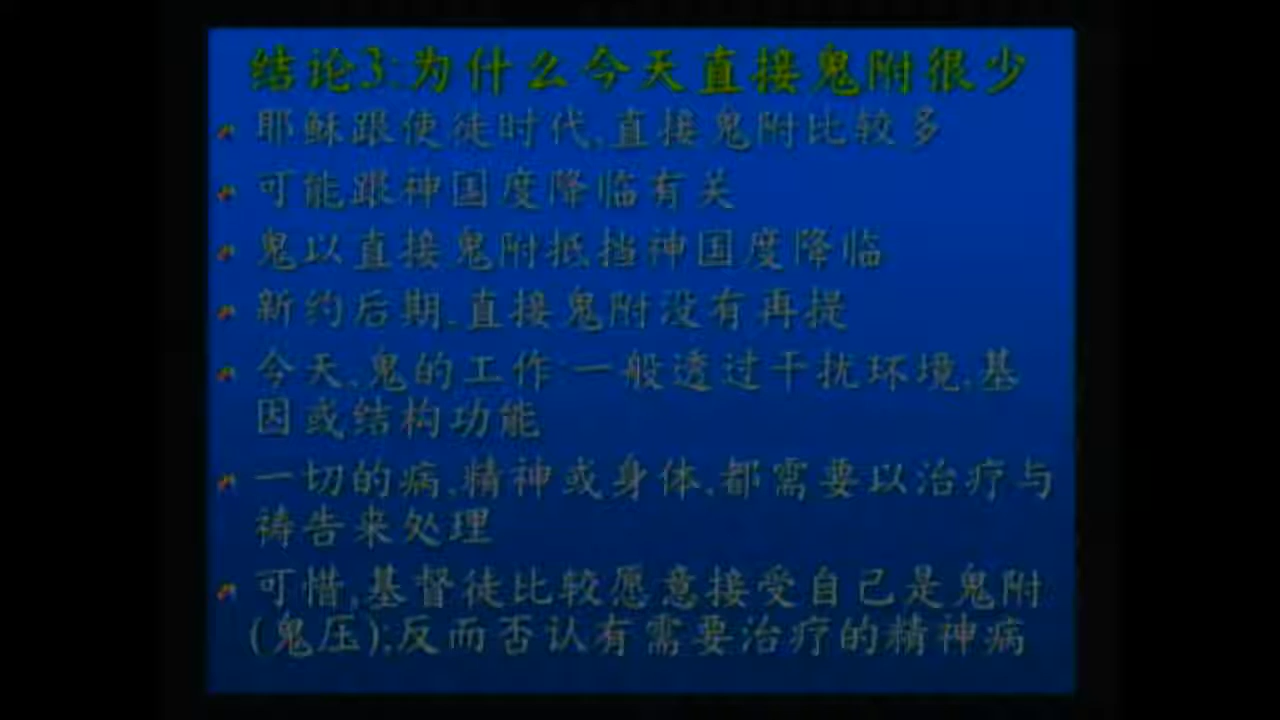 结论3:为什么今天直接鬼附很少
耶稣跟使徒时代,直接鬼附比较多
可能跟神国度降临有关
鬼以直接鬼附抵挡神国度降临
新约后期,直接鬼附没有再提
今天,鬼的工作一般透过干扰环境,基
因或结构功能
一切的病,精神或身体,都需要以治疗与
祷告来处理
可惜,基督徒比较愿意接受自己是鬼附
(鬼压);反而否认有需要治疗的精神病